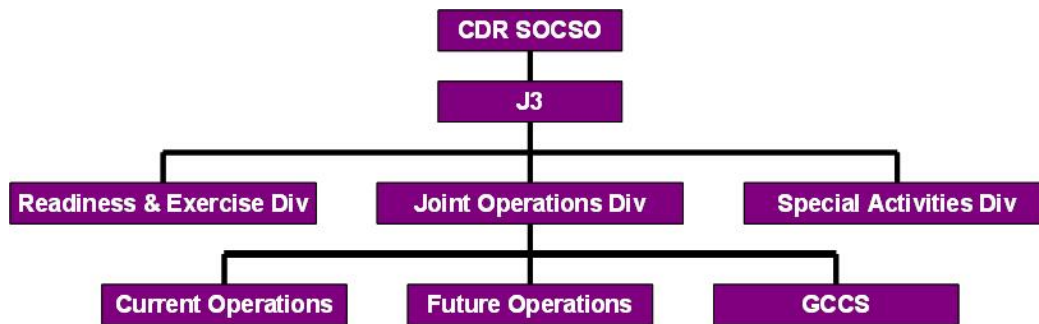 CDR SOCSO
J3
Readiness & Exercise Div
Joint Operations Div
Special Activities Div
Current Operations
Future Operations
GCCS